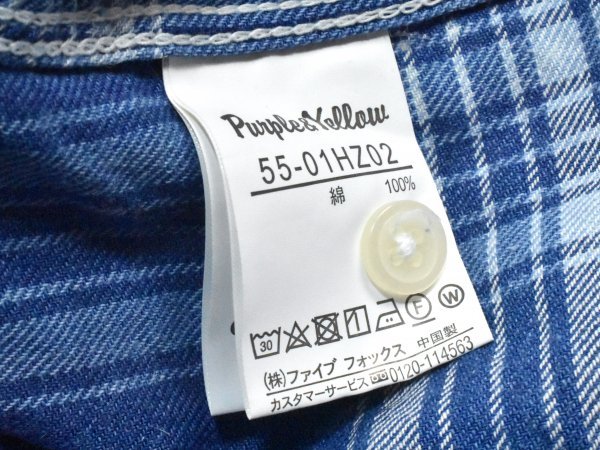 Purple&Yellow
55-01HZ02
綿 100%
30 F W
(株)ファイブ フォックス 中国製
カスタマーサービス 0120-114563